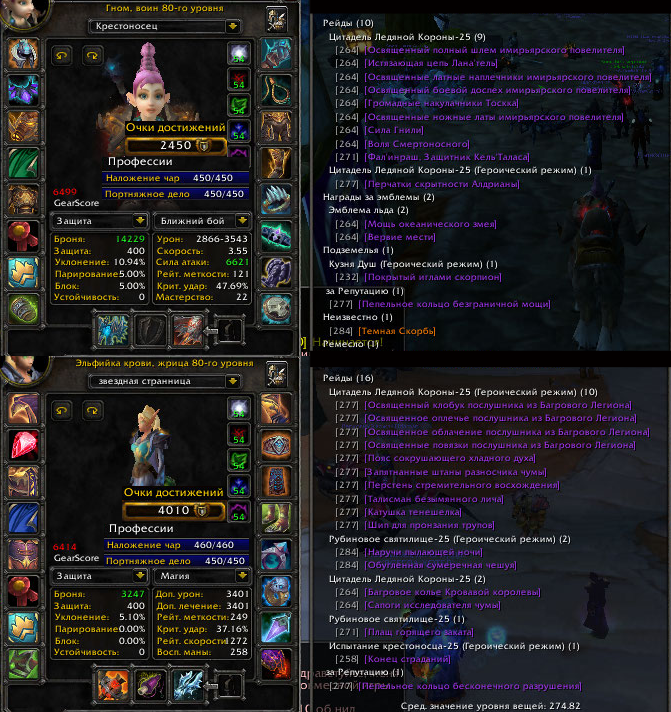 Гном, воин 80-го уровня
Крестоносец
54
54
54
54
Очки достижений
2450
Профессии
Наложение чар 450/450
Портняжное дело 450/450
6499
GearScore
Защита
Ближний бой
Броня: 14229
Защита: 400
Уклонение: 10.94%
Парирование: 5.00%
Блок: 5.00%
Устойчивость: 0
Урон: 2866-3543
Скорость: 3.55
Сила атаки: 6621
Рейт. меткости: 121
Крит. удар: 47.69%
Мастерство: 22
Рейды (10)
Цитадель Ледяной Короны-25 (9)
[264] [Освященный полный шлем имирьярского повелителя]
[264] [Истязающая цепь Лана'тель]
[264] [Освященные латные наплечники имирьярского повелителя]
[264] [Освященный боевой доспех имирьярского повелителя]
[264] [Громадные накулачники Тоскка]
[264] [Освященные ножные латы имирьярского повелителя]
[264] [Сила Гнили]
[264] [Воля Смертоносного]
[271] [Фал'инраш, Защитник Кель'Таласа]
Цитадель Ледяной Короны-25 (Героический режим) (1)
[277] [Перчатки скрытности Алдрианы]
Награды за эмблемы (2)
Эмблема льда (2)
[264] [Мощь океанического змея]
[264] [Вервие мести]
Подземелья (1)
Кузня Душ (Героический режим) (1)
[232] [Покрытый иглами скорпион]
за Репутацию (1)
[277] [Пепельное кольцо безграничной мощи]
Неизвестно (1)
[284] [Темная Скорбь]
Ремесло
Эльфийка крови, жрица 80-го уровня
звездная странница
54
54
54
Очки достижений
4010
Профессии
Наложение чар 460/460
Портняжное дело 450/450
6414
GearScore
Защита
Магия
Броня: 3247
Защита: 400
Уклонение: 5.10%
Парирование: 0.00%
Блок: 0.00%
Устойчивость: 0
Доп. урон: 3401
Доп. лечение: 3401
Рейт. меткости: 249
Крит. удар: 37.16%
Рейт. скорости: 1272
Восп. маны: 258
Рейды (16)
Цитадель Ледяной Короны-25 (Героический режим) (10)
[277] [Освященный клобук послушника из Багрового Легиона]
[277] [Освященное оплечье послушника из Багрового Легиона]
[277] [Освященное облачение послушника из Багрового Легиона]
[277] [Освященные повязки послушника из Багрового Легиона]
[277] [Пояс сокрушающего хладного духа]
[277] [Запятнанные штаны разносчика чумы]
[277] [Перстень стремительного восхождения]
[277] [Талисман безымянного лича]
[277] [Катушка тенешелка]
[277] [Шип для пронзания трупов]
Рубиновое святилище-25 (Героический режим) (2)
[284] [Наручи пылающей ночи]
[284] [Обугленная сумеречная чешуя]
Цитадель Ледяной Короны-25 (2)
[264] [Багровое колье Кровавой королевы]
[264] [Сапоги исследователя чумы]
Рубиновое святилище-25 (1)
[271] [Плащ горящего заката]
Испытание крестоносца-25 (Героический режим) (1)
[258] [Конец страданий]
за Репутацию (1)
[277] [Пепельное кольцо бесконечного разрушения]
Сред. значение уровня вещей: 274.82